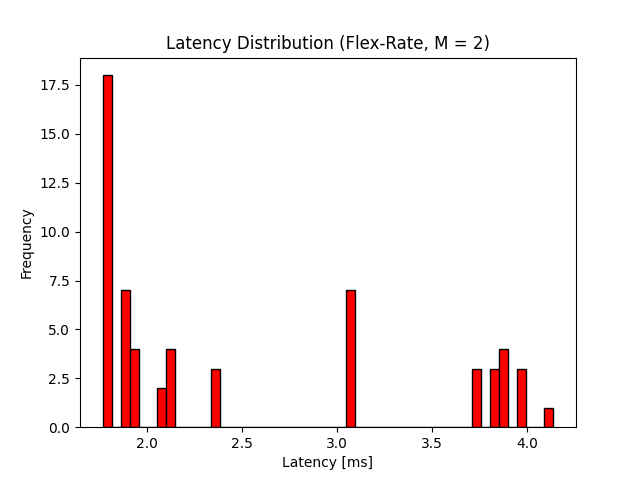 Latency Distribution (Flex-Rate, M = 2)
17.5
15.0
12.5
10.0
7.5
5.0
2.5
0.0
Frequency
2.0 2.5 3.0 3.5 4.0
Latency [ms]